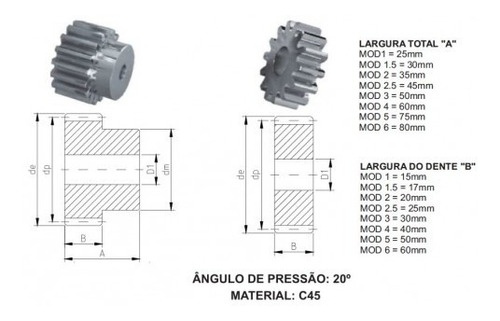 LARGURA TOTAL "A"
MOD1 = 25mm
MOD 1.5 = 30mm
MOD 2 = 35mm
MOD 2.5 = 45mm
MOD 3 = 50mm
MOD 4 = 60mm
MOD 5 = 75mm
MOD 6 = 80mm
LARGURA DO DENTE "B"
MOD 1 = 15mm
MOD 1.5 = 17mm
MOD 2 = 20mm
MOD 2.5 = 25mm
MOD 3 = 30mm
MOD 4 = 40mm
MOD 5 = 50mm
MOD 6 = 60mm
de
dp
D1
dm
B
A
de
dp
D1
B
ÂNGULO DE PRESSÃO: 20º
MATERIAL: C45